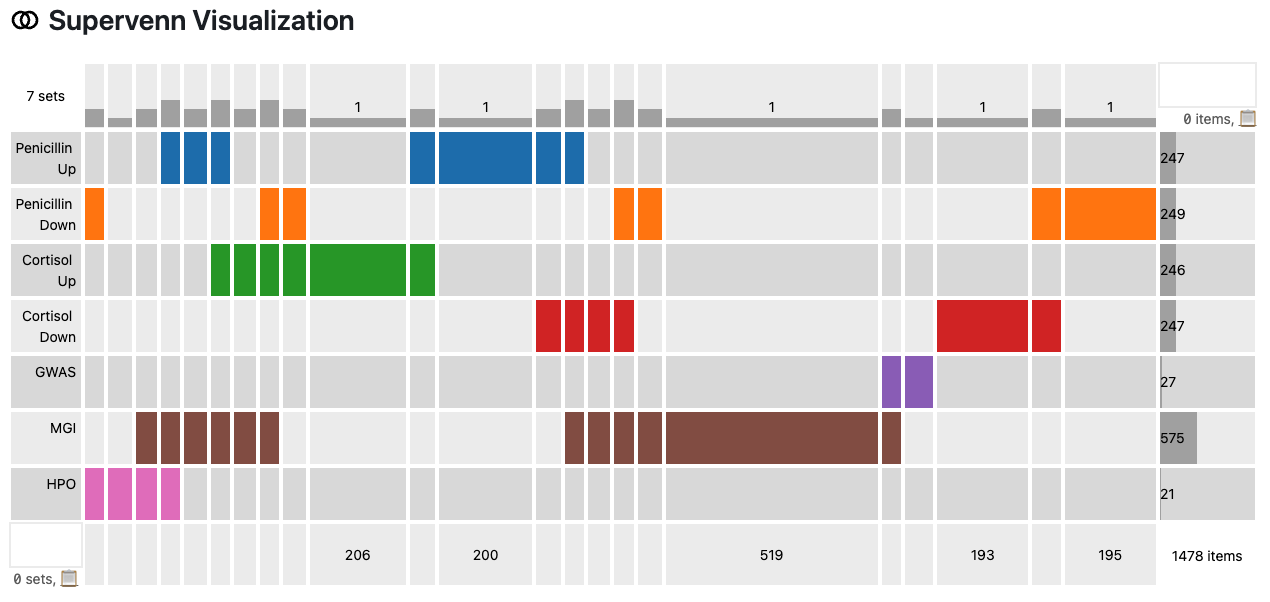 Supervenn Visualization
7 sets
1
1
1
1
1
0 items,
Penicillin
Up
247
Penicillin
Down
249
Cortisol
Up
246
Cortisol
Down
247
GWAS
27
MGI
575
HPO
21
206
200
519
193
195
1478 items
0 sets,